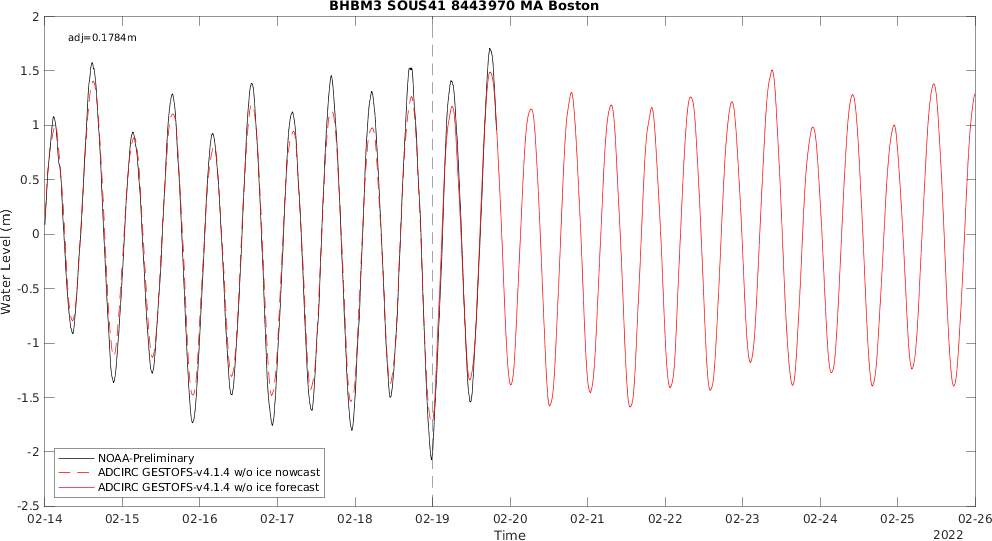 BHBM3 SOUS41 8443970 MA Boston
adj=0.1784m
2
1.5
1
0.5
0
-0.5
-1
-1.5
-2
-2.5
Water Level (m)
NOAA-Preliminary
ADCIRC GESTOFS-v4.1.4 w/o ice nowcast
ADCIRC GESTOFS-v4.1.4 w/o ice forecast
02-14 02-15 02-16 02-17 02-18 02-19 02-20 02-21 02-22 02-23 02-24 02-25 02-26
Time
2022